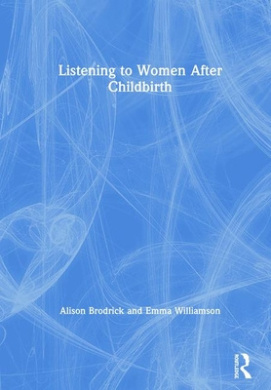 Listening to Women After
Childbirth
Alison Brodrick and Emma Williamson
ROUTLEDGE